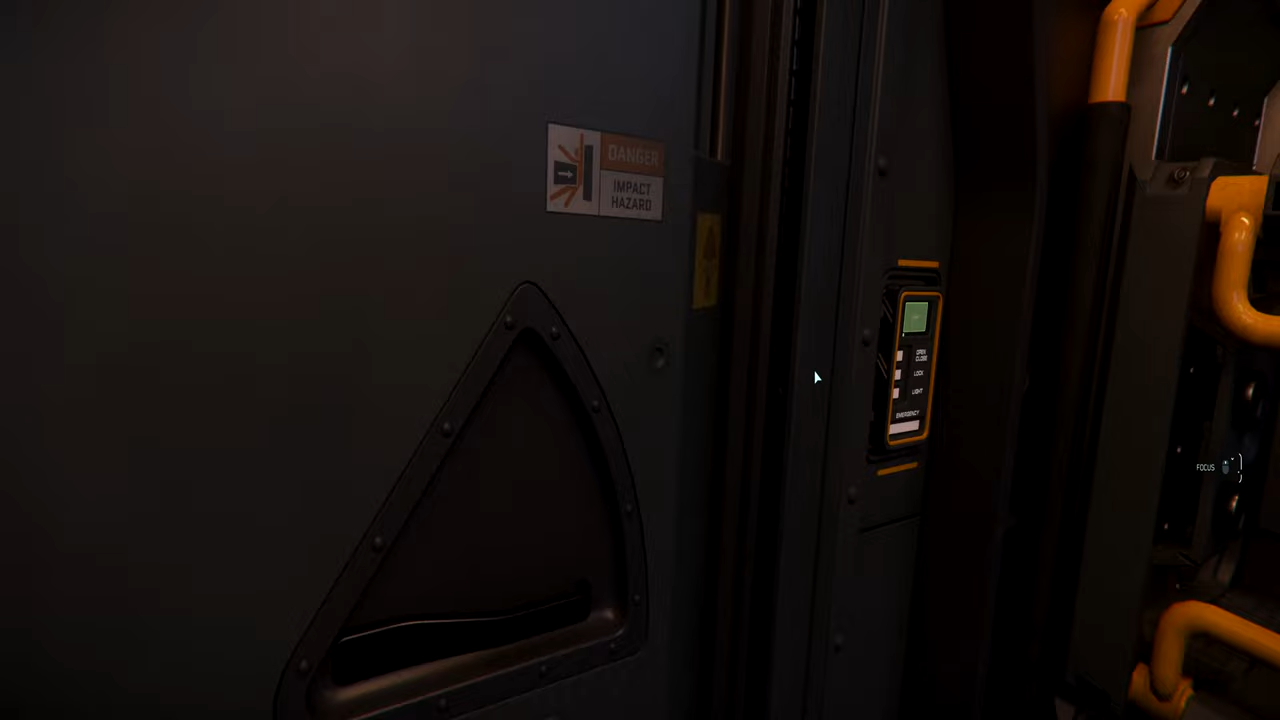 DANGER
IMPACT
HAZARD
OPEN
CLOSE
LOCK
LIGHT
EMERGENCY
FOCUS